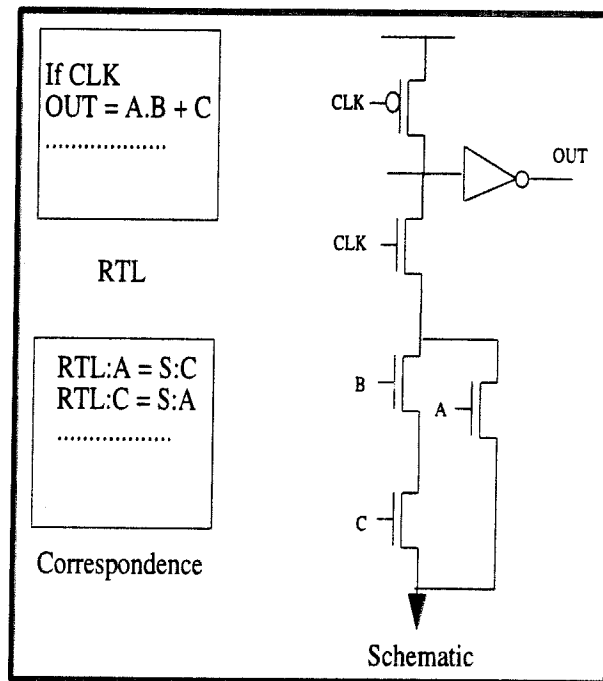 If CLK
OUT = A.B + C
....................
RTL
RTL:A = S:C
RTL:C = S:A
...................
Correspondence
CLK
OUT
CLK
B
A
C
Schematic